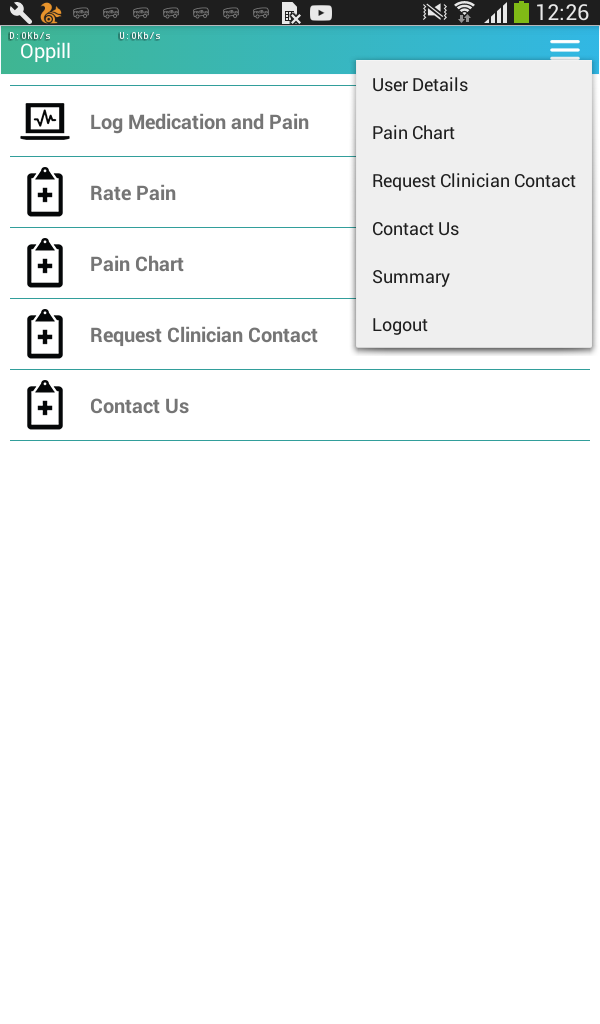 12:26
D:0Kb/s U:0Kb/s
Oppill
Log Medication and Pain
Rate Pain
Pain Chart
Request Clinician Contact
Contact Us
User Details
Pain Chart
Request Clinician Contact
Contact Us
Summary
Logout